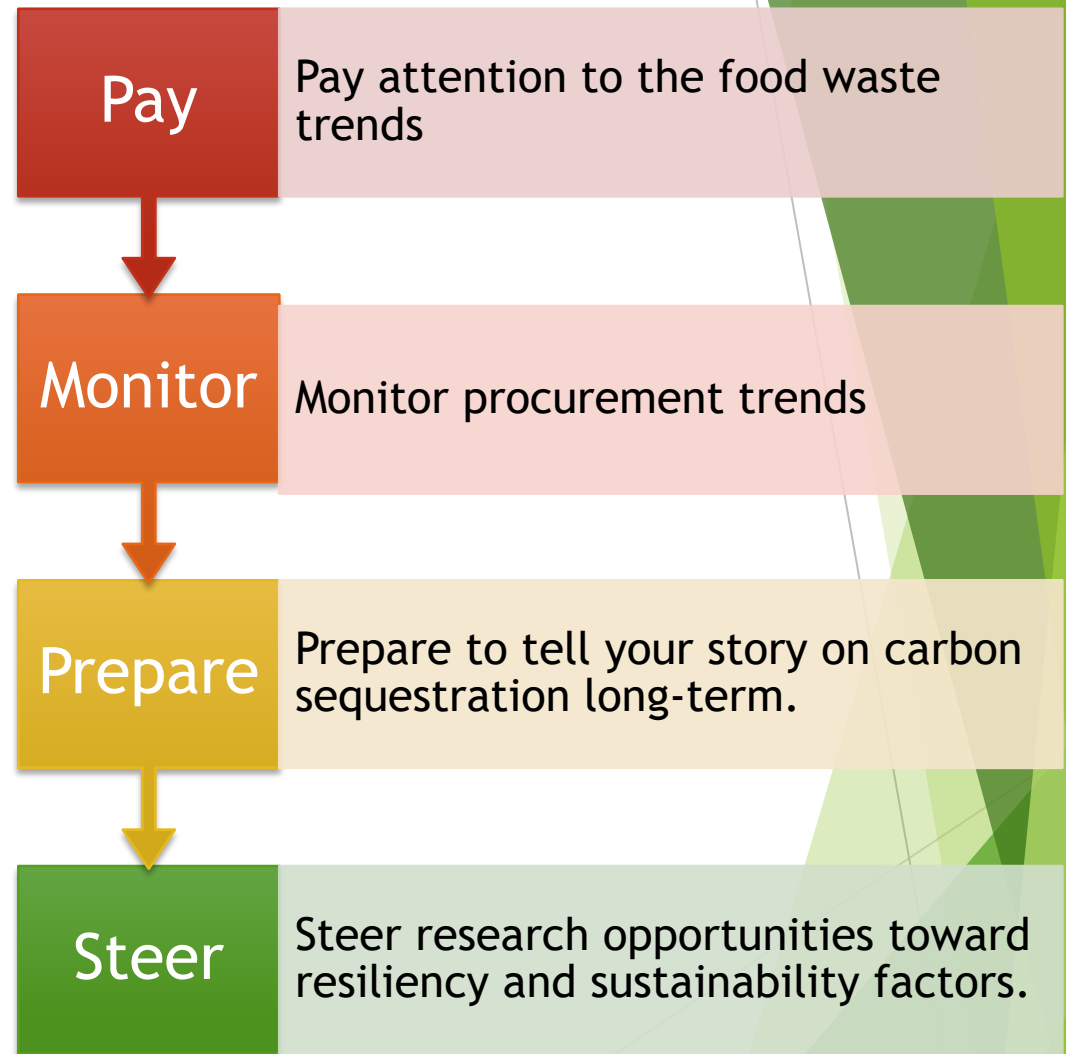 Pay
Pay attention to the food waste
trends
Monitor
Monitor procurement trends
Prepare
Prepare to tell your story on carbon
sequestration long-term.
Steer
Steer research opportunities toward
resiliency and sustainability factors.